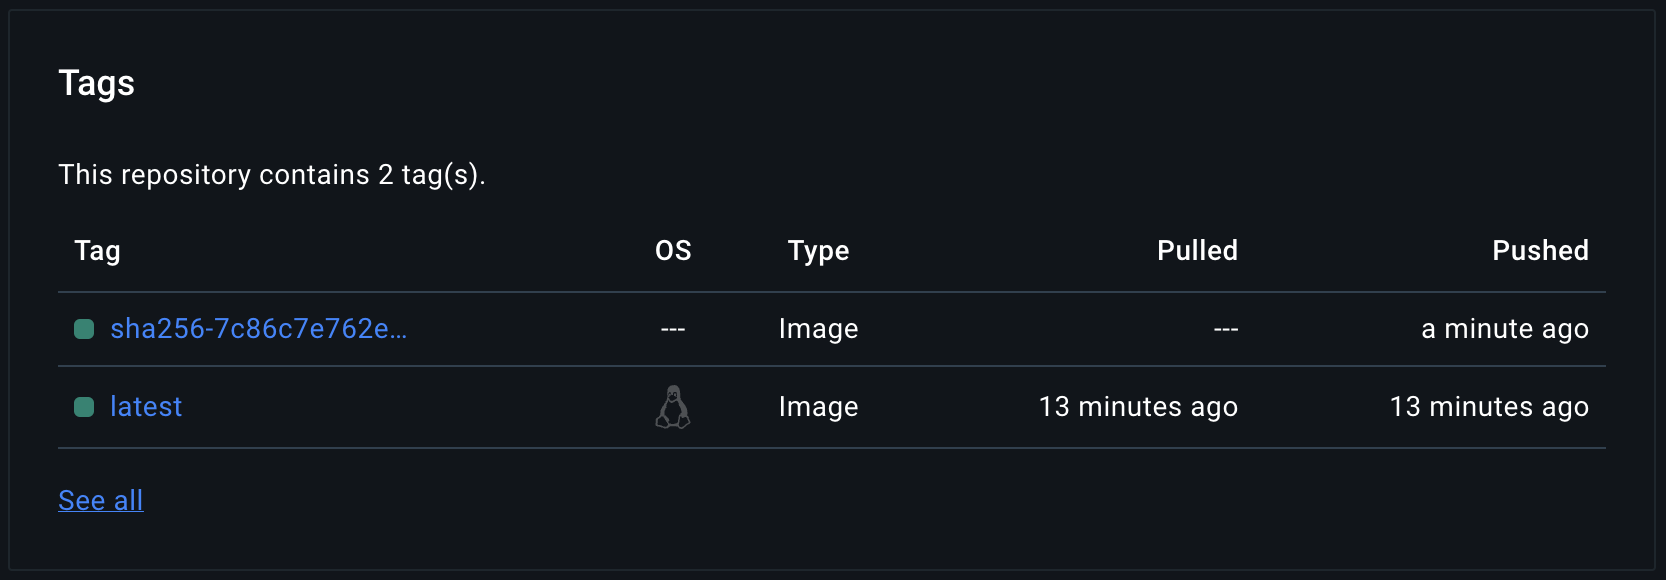 Tags
This repository contains 2 tag(s).
Tag OS Type Pulled Pushed
sha256-7c86c7e762e... --- Image --- a minute ago
latest Image 13 minutes ago 13 minutes ago
See all